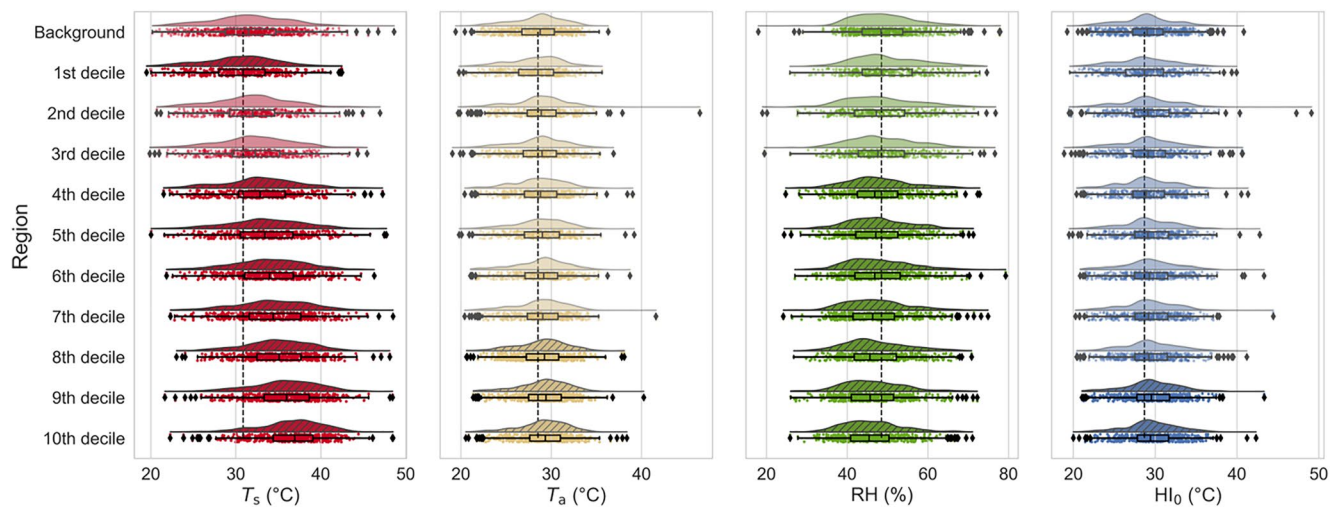 Region
Background
1st decile
2nd decile
3rd decile
4th decile
5th decile
6th decile
7th decile
8th decile
9th decile
10th decile
20 30 40 50
Ts (°C)
20 30 40
Ta (°C)
20 40 60 80
RH (%)
20 30 40 50
HI0 (°C)